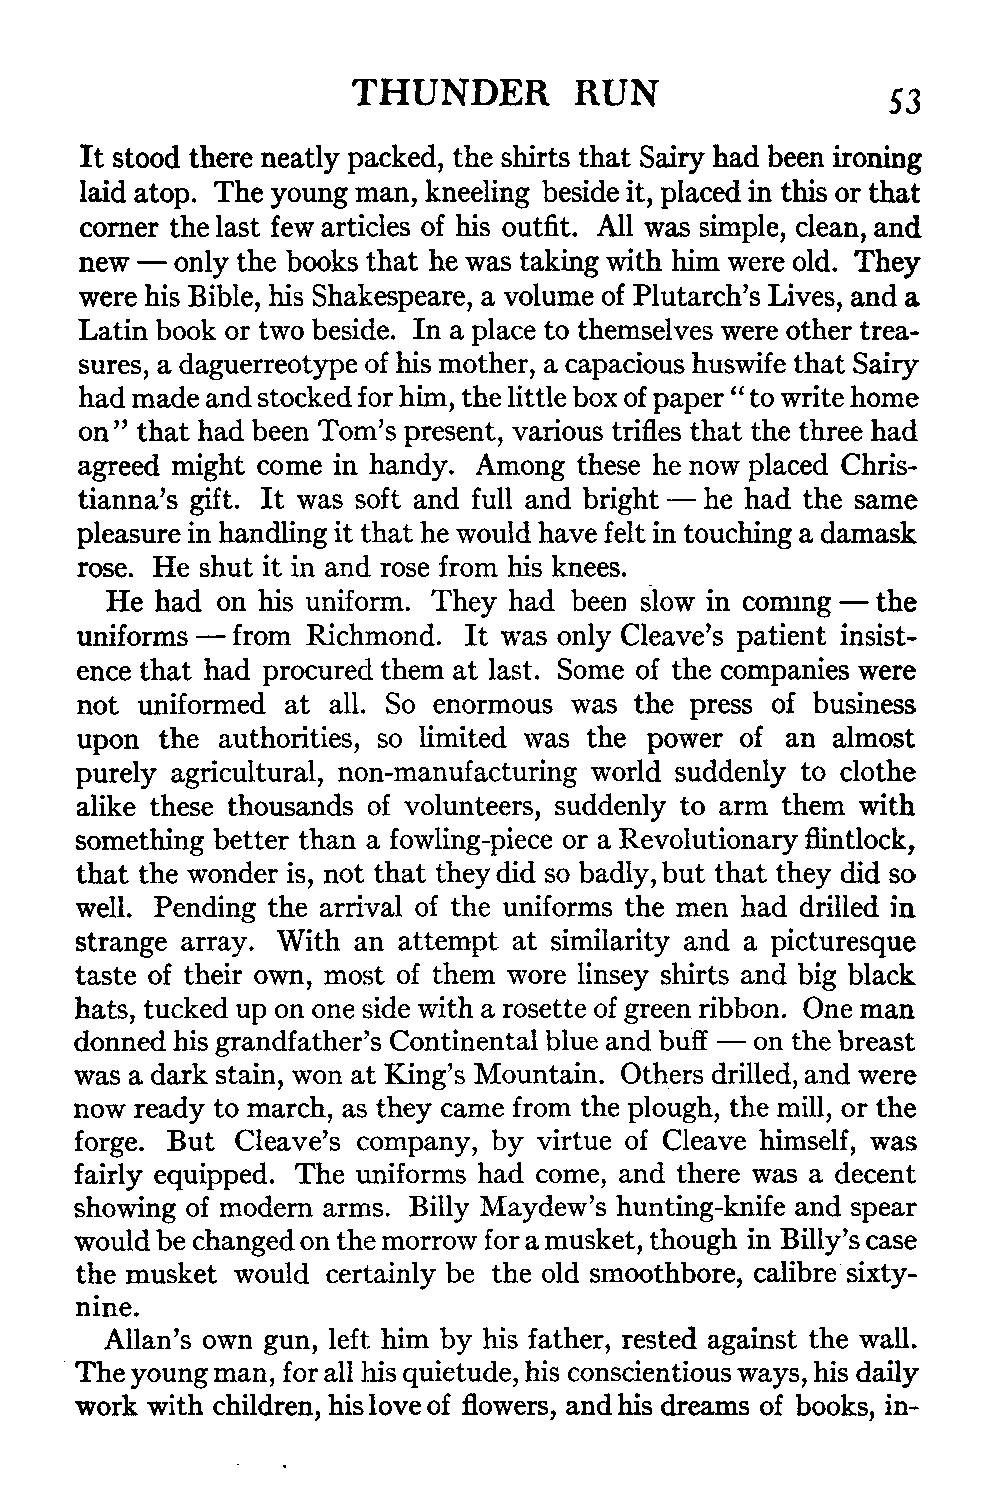 THUNDER RUN 53
It stood there neatly packed, the shirts that Sairy had been ironing
laid atop. The young man, kneeling beside it, placed in this or that
corner the last few articles of his outfit. All was simple, clean, and
new — only the books that he was taking with him were old. They
were his Bible, his Shakespeare, a volume of Plutarch's Lives, and a
Latin book or two beside. In a place to themselves were other trea-
sures, a daguerreotype of his mother, a capacious huswife that Sairy
had made and stocked for him, the little box of paper "to write home
on" that had been Tom's present, various trifles that the three had
agreed might come in handy. Among these he now placed Chris-
tianna's gift. It was soft and full and bright — he had the same
pleasure in handling it that he would have felt in touching a damask
rose. He shut it in and rose from his knees.
He had on his uniform. They had been slow in coming — the
uniforms — from Richmond. It was only Cleave's patient insist-
ence that had procured them at last. Some of the companies were
not uniformed at all. So enormous was the press of business
upon the authorities, so limited was the power of an almost
purely agricultural, non-manufacturing world suddenly to clothe
alike these thousands of volunteers, suddenly to arm them with
something better than a fowling-piece or a Revolutionary flintlock,
that the wonder is, not that they did so badly, but that they did so
well. Pending the arrival of the uniforms the men had drilled in
strange array. With an attempt at similarity and a picturesque
taste of their own, most of them wore linsey shirts and big black
hats, tucked up on one side with a rosette of green ribbon. One man
donned his grandfather's Continental blue and buff — on the breast
was a dark stain, won at King's Mountain. Others drilled, and were
now ready to march, as they came from the plough, the mill, or the
forge. But Cleave's company, by virtue of Cleave himself, was
fairly equipped. The uniforms had come, and there was a decent
showing of modern arms. Billy Maydew's hunting-knife and spear
would be changed on the morrow for a musket, though in Billy's case
the musket would certainly be the old smoothbore, calibre sixty-
nine.
Allan's own gun, left him by his father, rested against the wall.
The young man, for all his quietude, his conscientious ways, his daily
work with children, his love of flowers, and his dreams of books, in-